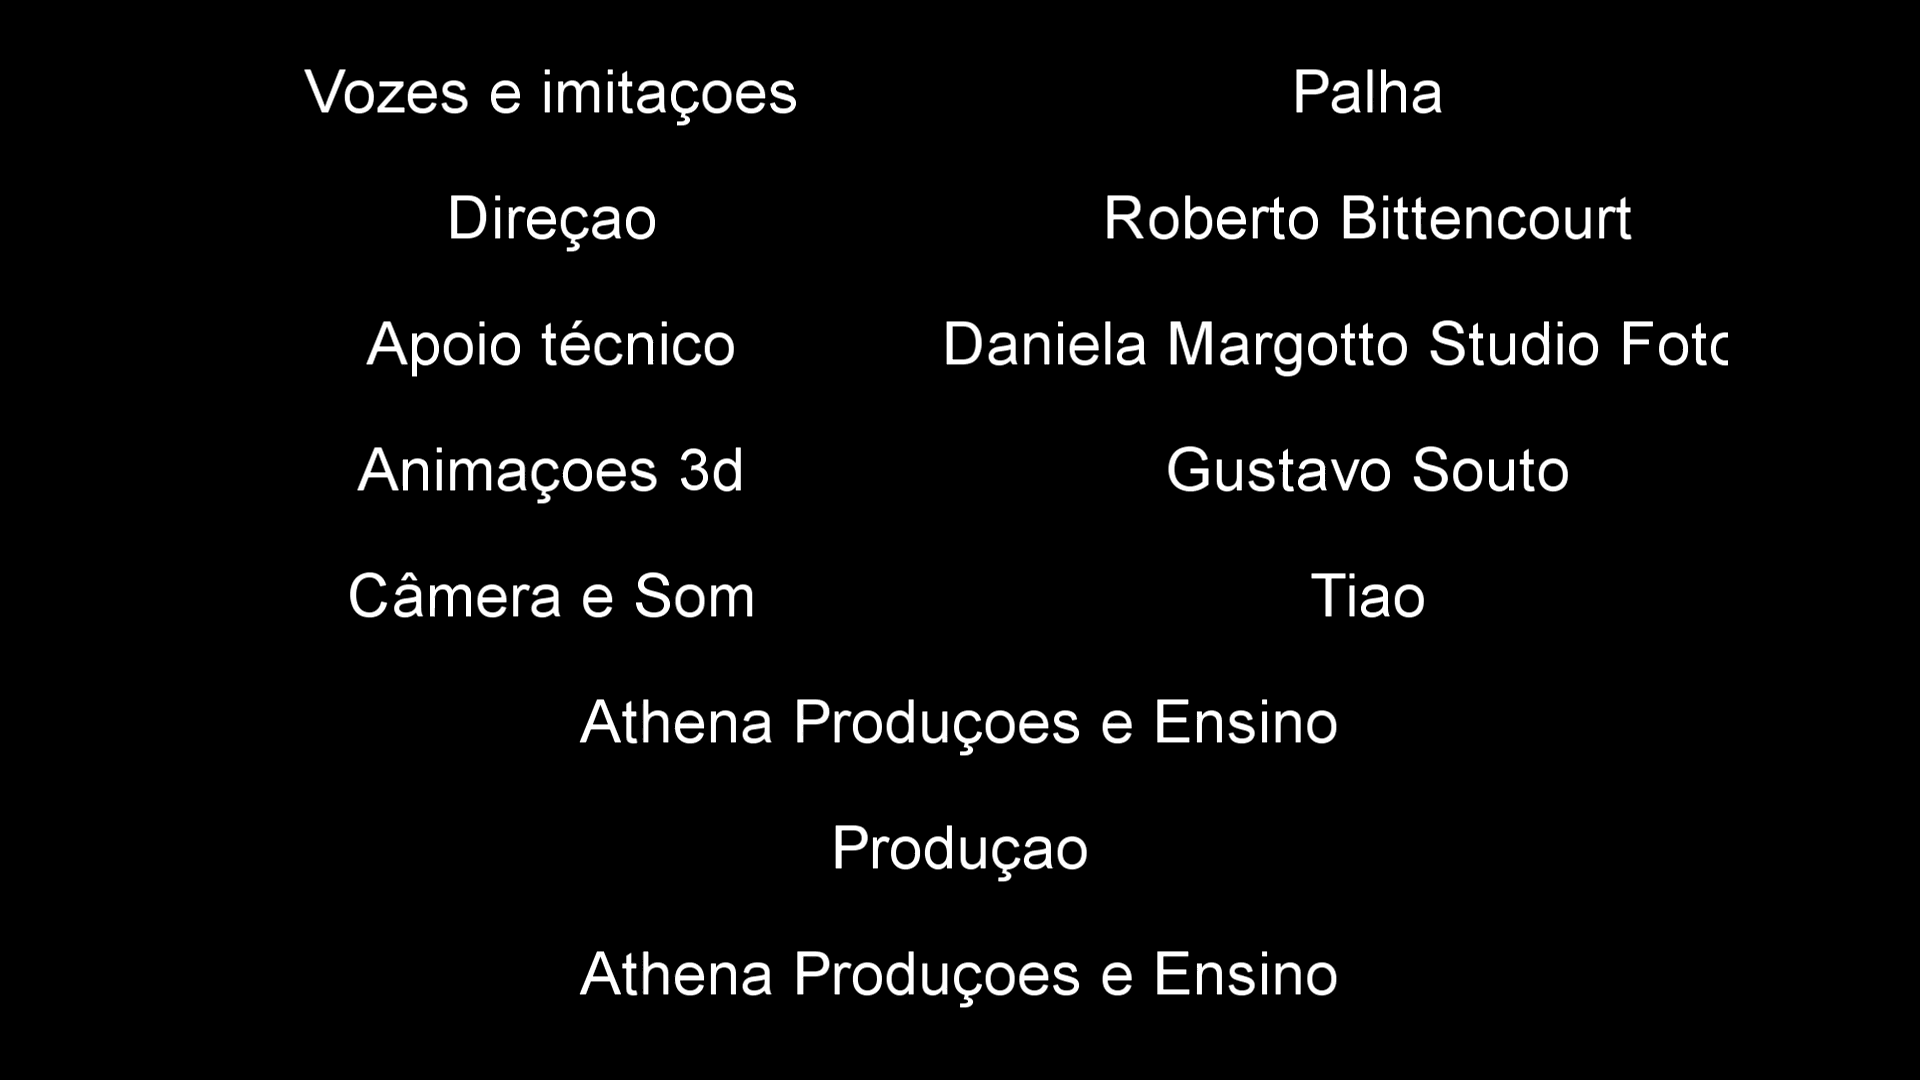 Vozes e imitaçoes Palha
Direçao Roberto Bittencourt
Apoio técnico Daniela Margotto Studio Foto
Animaçoes 3d Gustavo Souto
Câmera e Som Tiao
Athena Produçoes e Ensino
Produçao
Athena Produçoes e Ensino